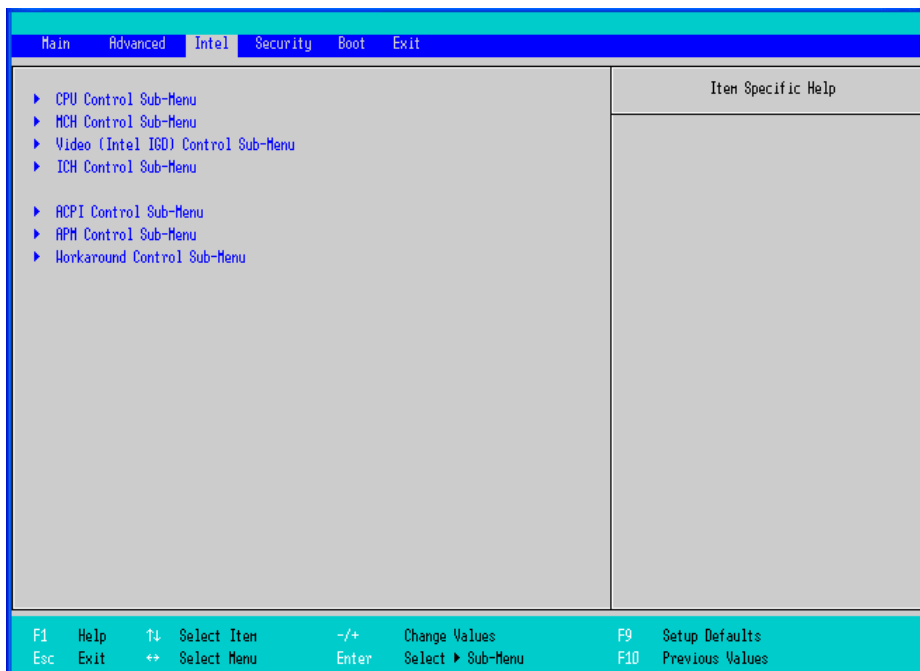 Main Advanced Intel Security Boot Exit
Item Specific Help
CPU Control Sub-Menu
MCH Control Sub-Menu
Video (Intel IGD) Control Sub-Menu
ICH Control Sub-Menu
ACPI Control Sub-Menu
APM Control Sub-Menu
Workaround Control Sub-Menu
F1 Help ↑↓ Select Item -/+ Change Values F9 Setup Defaults
Esc Exit ↔ Select Menu Enter Select ▶ Sub-Menu F10 Previous Values